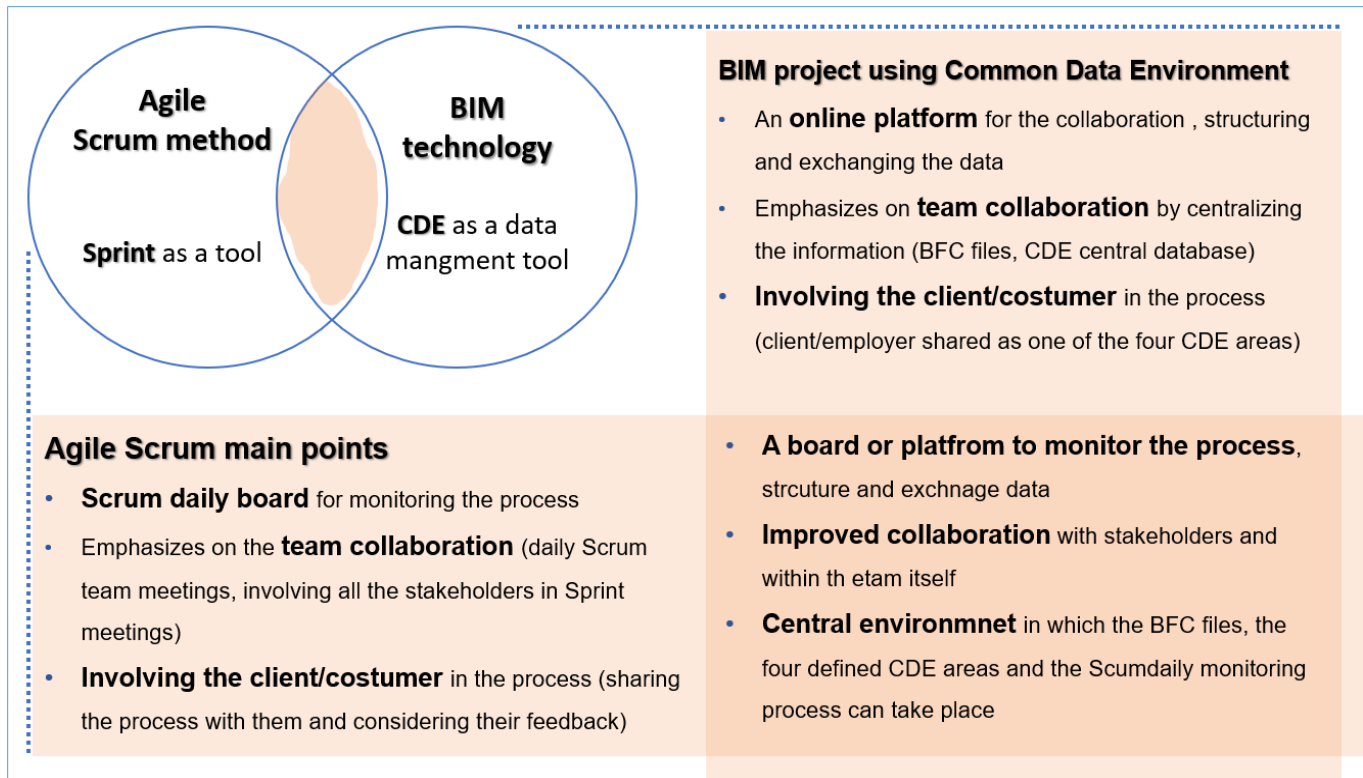 Agile
Scrum method
Sprint as a tool
BIM
technology
CDE as a data
mangment tool
BIM project using Common Data Environment
• An online platform for the collaboration , structuring
and exchanging the data
• Emphasizes on team collaboration by centralizing
the information (BFC files, CDE central database)
• Involving the client/costumer in the process
(client/employer shared as one of the four CDE areas)
Agile Scrum main points
• Scrum daily board for monitoring the process
• Emphasizes on the team collaboration (daily Scrum
team meetings, involving all the stakeholders in Sprint
meetings)
• Involving the client/costumer in the process (sharing
the process with them and considering their feedback)
• A board or platfrom to monitor the process,
strcuture and exchnage data
• Improved collaboration with stakeholders and
within th etam itself
• Central environmnet in which the BFC files, the
four defined CDE areas and the Scumdaily monitoring
process can take place